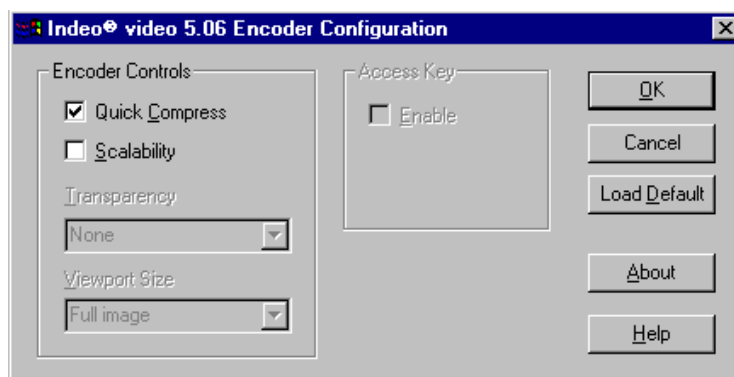 Indeo® video 5.06 Encoder Configuration
Encoder Controls
Quick Compress
Scalability
Transparency
None
Viewport Size
Full image
Access Key
Enable
OK
Cancel
Load Default
About
Help